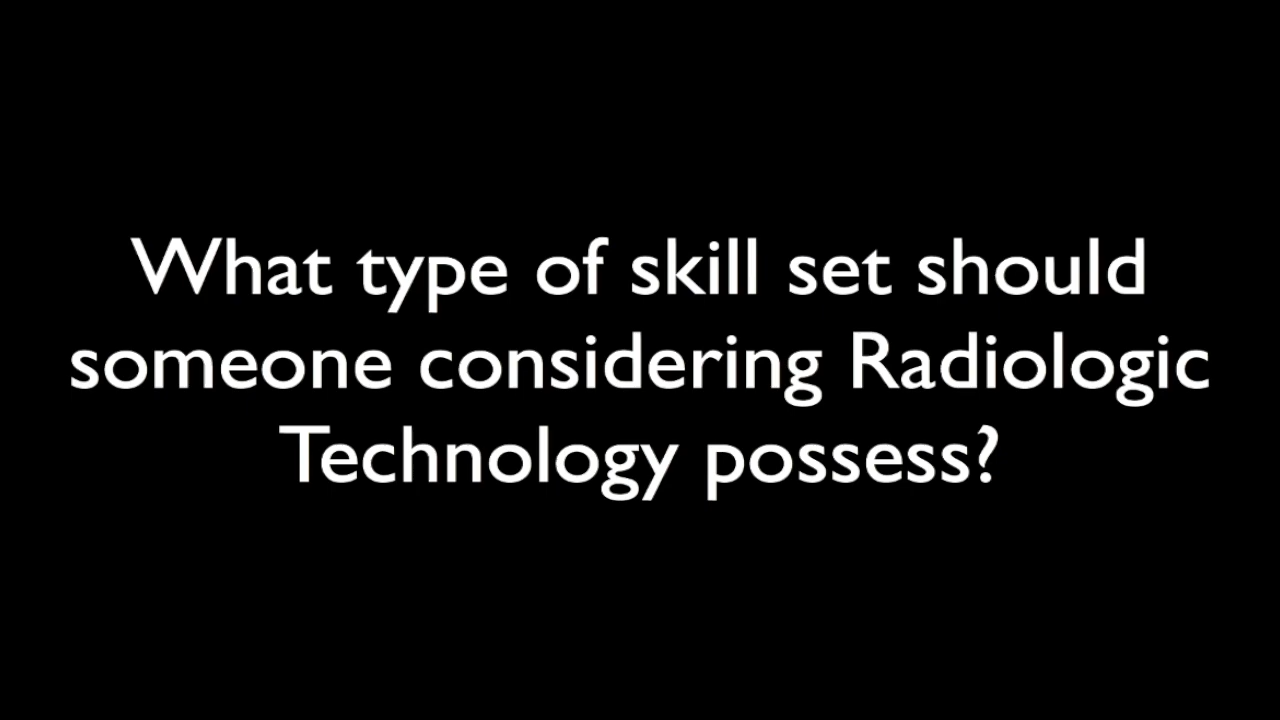 What type of skill set should
someone considering Radiologic
Technology possess?